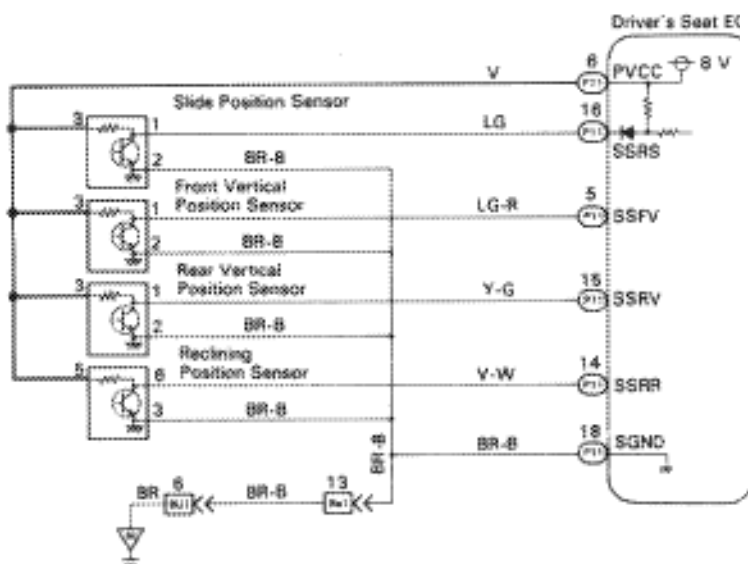 Driver's Seat EC
V
6
PVCC
8 V
Slide Position Sensor
16
3
1
LG
SSRS
2
BR-B
Front Vertical
Position Sensor
5
3
1
LG-R
SSFV
2
BR-B
Rear Vertical
Position Sensor
15
3
1
Y-G
SSRV
2
BR-B
Reclining
Position Sensor
14
5
6
V-W
SSRR
3
BR-B
BR-B
18
BR-B
SGND
BR
6
BR-B
13